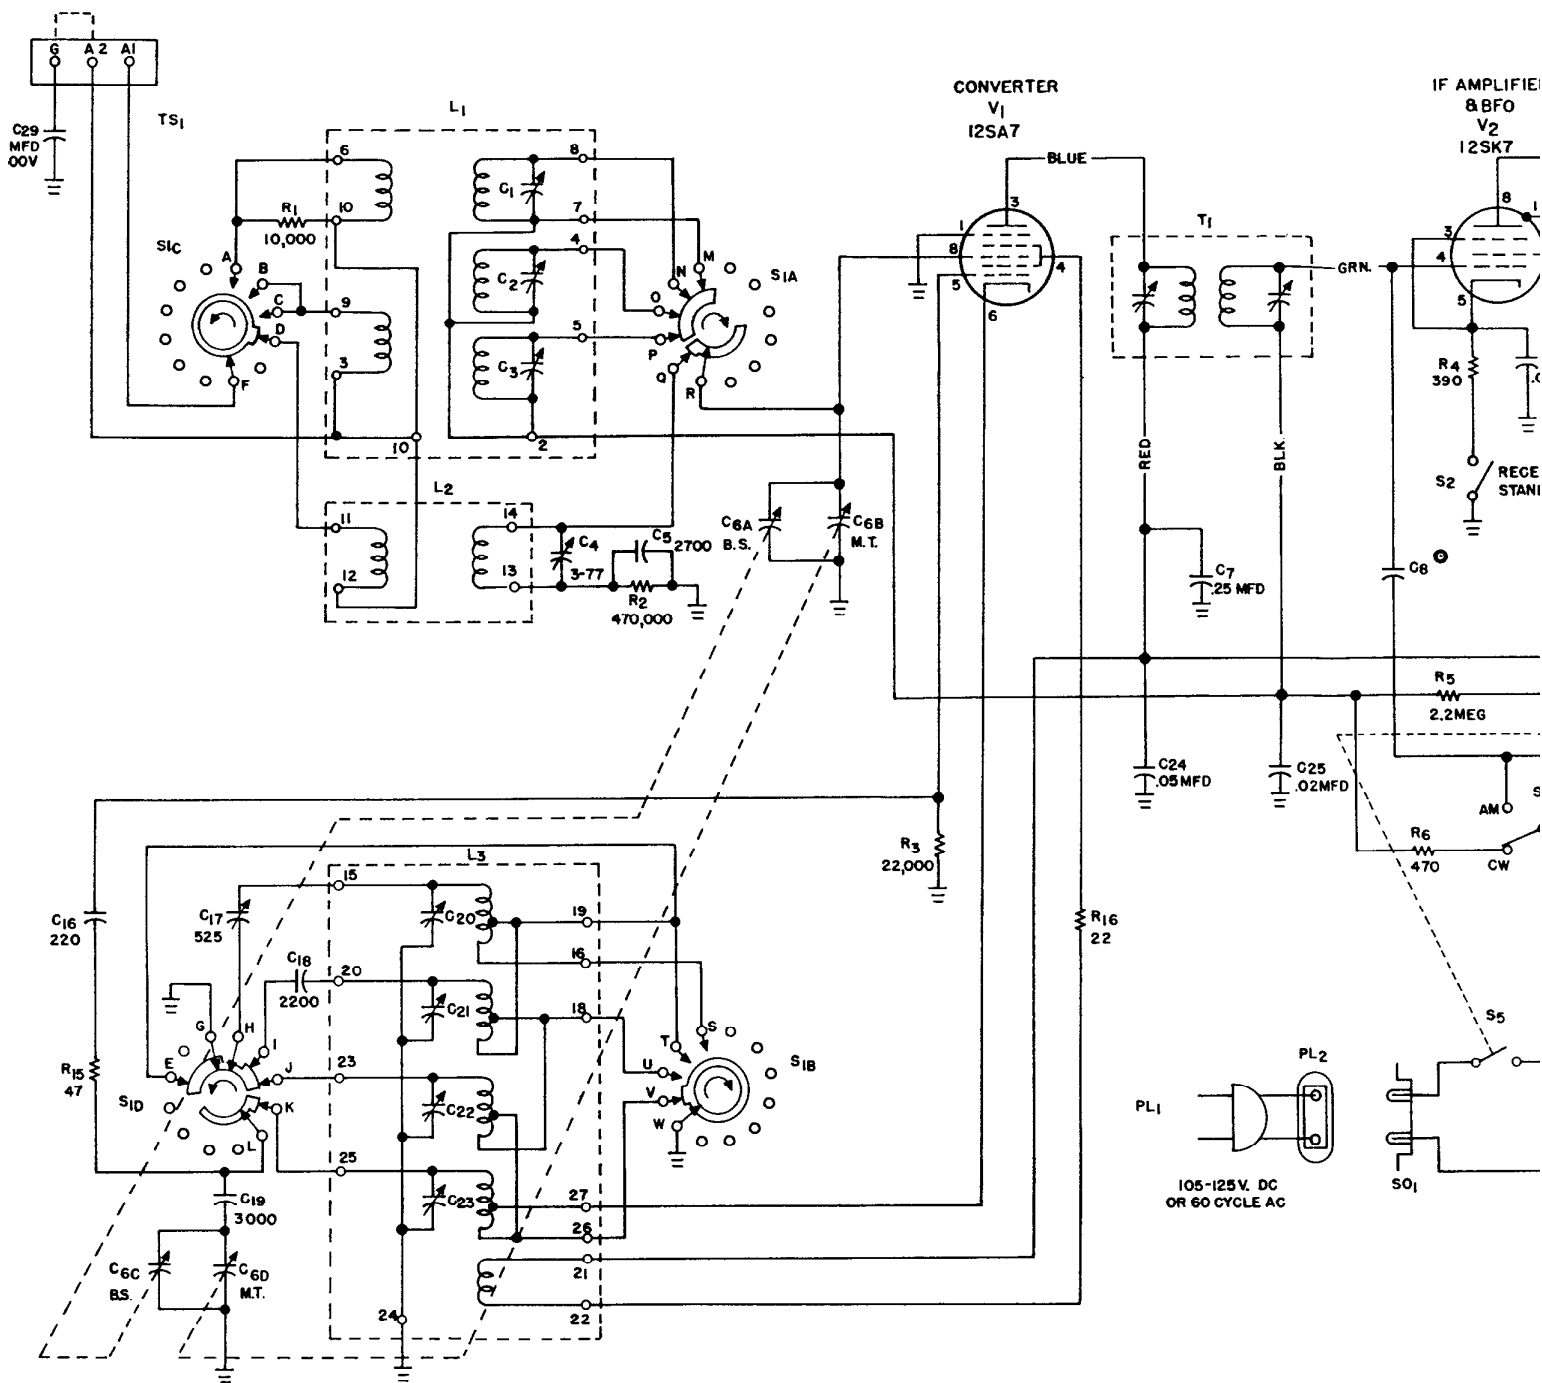 G A2 A1
C29
MFD
00V
TS1
L1
6
8
R1
10,000
10
C1
7
4
S1C
A
B
C
D
F
9
3
C2
5
C3
10
2
N M
O
P
Q
R
S1A
L2
11
14
12
13
C4
3-77
C5
2700
R2
470,000
C6A
B.S.
C6B
M.T.
CONVERTER
V1
12SA7
BLUE
3
1
8
5
4
6
T1
GRN.
RED
BLK.
IF AMPLIFIE
& BFO
V2
12SK7
8
1
3
4
5
R4
390
.0
S2
RECE
STAN
C7
.25 MFD
C8
R5
2.2MEG
C24
.05MFD
C25
.02MFD
S
AM
R6
470
CW
R3
22,000
R16
22
L3
15
C16
220
C17
525
C20
19
16
C18
2200
20
C21
18
G
H
I
E
J
K
L
R15
47
S1D
23
C22
T
S
U
V
W
S1B
25
C23
27
26
C19
3000
C6C
B.S.
C6D
M.T.
21
24
22
S5
PL2
PL1
SO1
105-125V. DC
OR 60 CYCLE AC